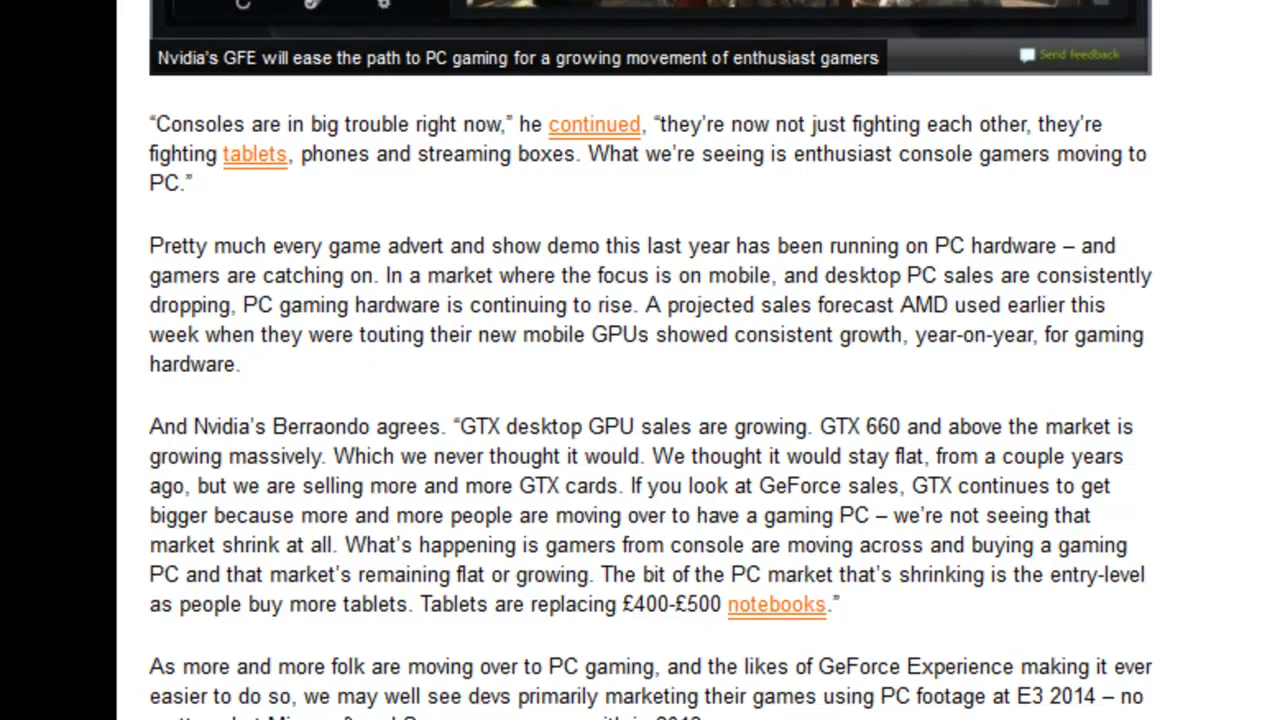 Nvidia's GFE will ease the path to PC gaming for a growing movement of enthusiast gamers
Send feedback
“Consoles are in big trouble right now,” he continued, “they’re now not just fighting each other, they’re
fighting tablets, phones and streaming boxes. What we’re seeing is enthusiast console gamers moving to
PC.”
Pretty much every game advert and show demo this last year has been running on PC hardware – and
gamers are catching on. In a market where the focus is on mobile, and desktop PC sales are consistently
dropping, PC gaming hardware is continuing to rise. A projected sales forecast AMD used earlier this
week when they were touting their new mobile GPUs showed consistent growth, year-on-year, for gaming
hardware.
And Nvidia’s Berraondo agrees. “GTX desktop GPU sales are growing. GTX 660 and above the market is
growing massively. Which we never thought it would. We thought it would stay flat, from a couple years
ago, but we are selling more and more GTX cards. If you look at GeForce sales, GTX continues to get
bigger because more and more people are moving over to have a gaming PC – we’re not seeing that
market shrink at all. What’s happening is gamers from console are moving across and buying a gaming
PC and that market’s remaining flat or growing. The bit of the PC market that’s shrinking is the entry-level
as people buy more tablets. Tablets are replacing £400-£500 notebooks.”
As more and more folk are moving over to PC gaming, and the likes of GeForce Experience making it ever
easier to do so, we may well see devs primarily marketing their games using PC footage at E3 2014 – no